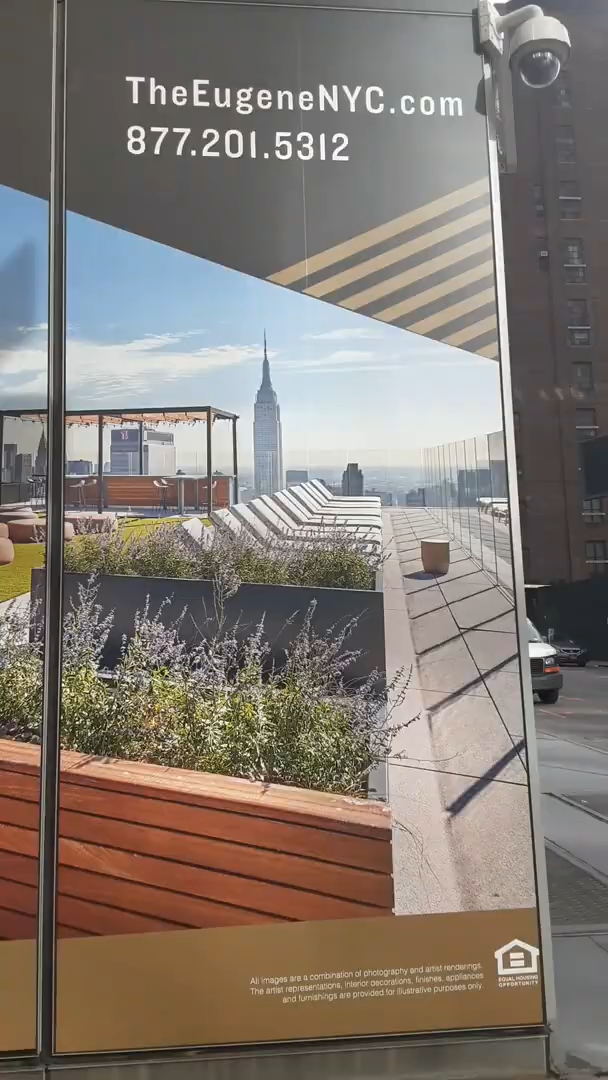 TheEugeneNYC.com
877.201.5312
All images are a combination of photography and artist renderings.
The artist representations, interior decorations, finishes, appliances
and furnishings are provided for illustrative purposes only.
EQUAL HOUSING
OPPORTUNITY